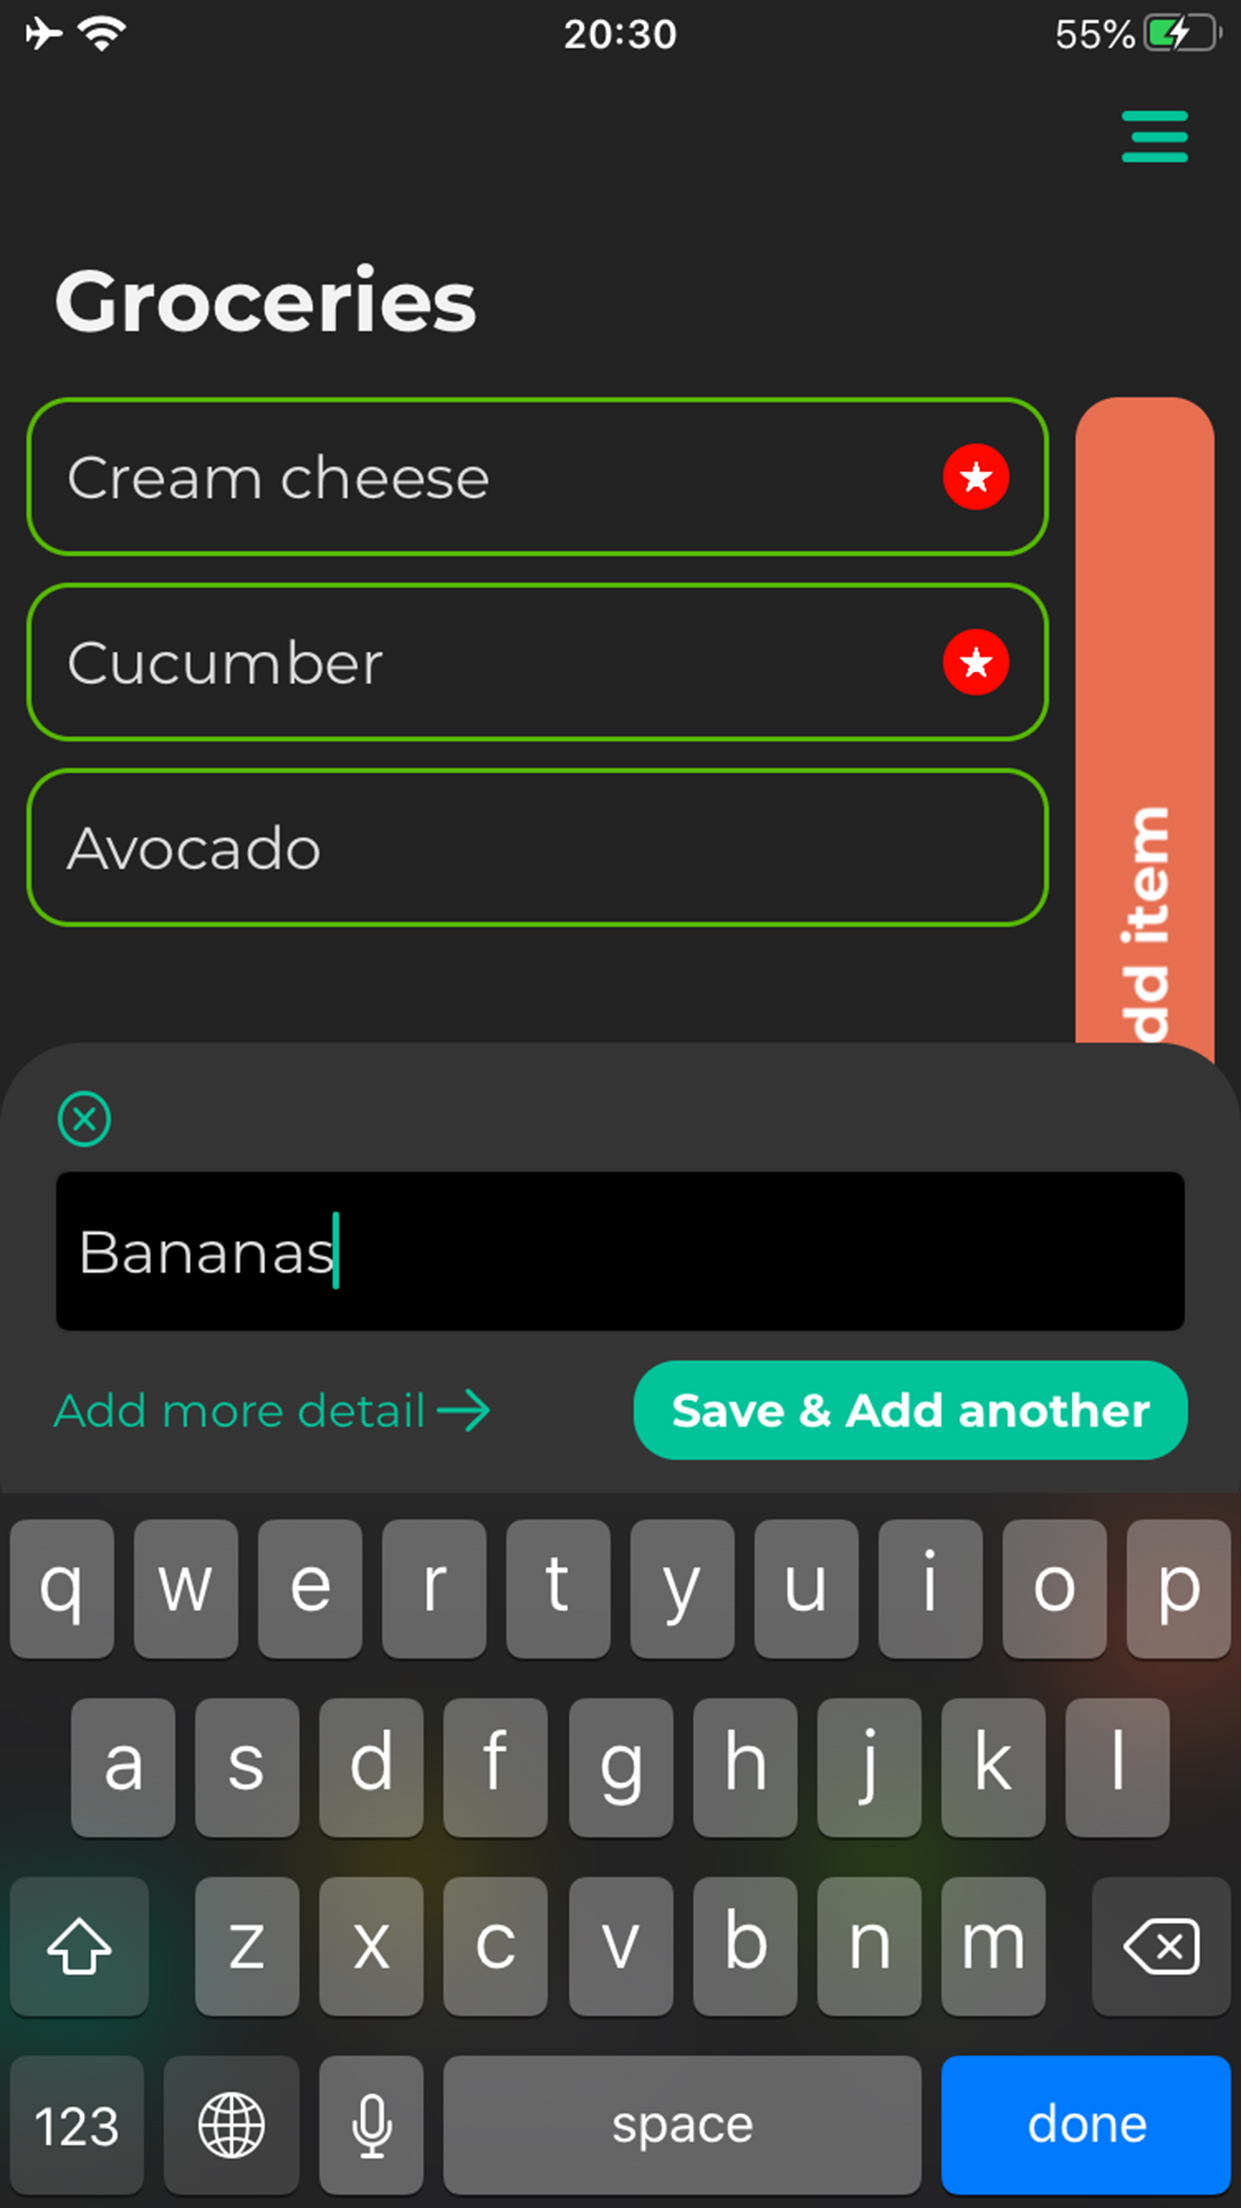 20:30
55%
Groceries
Cream cheese
Cucumber
Avocado
dd item
Bananas
Add more detail
Save & Add another
q w e r t y u i o p
a s d f g h j k l
z x c v b n m
123 space done